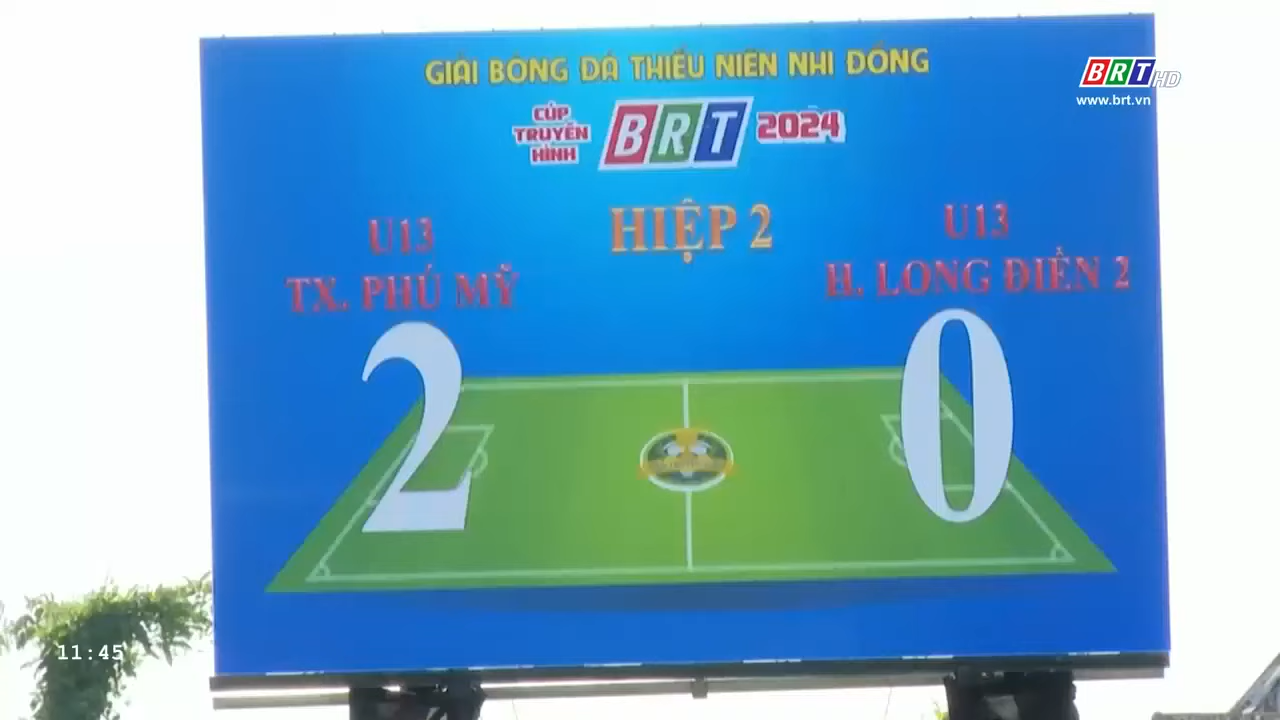 GIẢI BÓNG ĐÁ THIẾU NIÊN NHI ĐỒNG
BRT HD
www.brt.vn
CÚP
TRUYỀN
HÌNH
BRT 2024
HIỆP 2
U13
TX. PHÚ MỸ
U13
H. LONG ĐIỀN 2
2
0
11:45